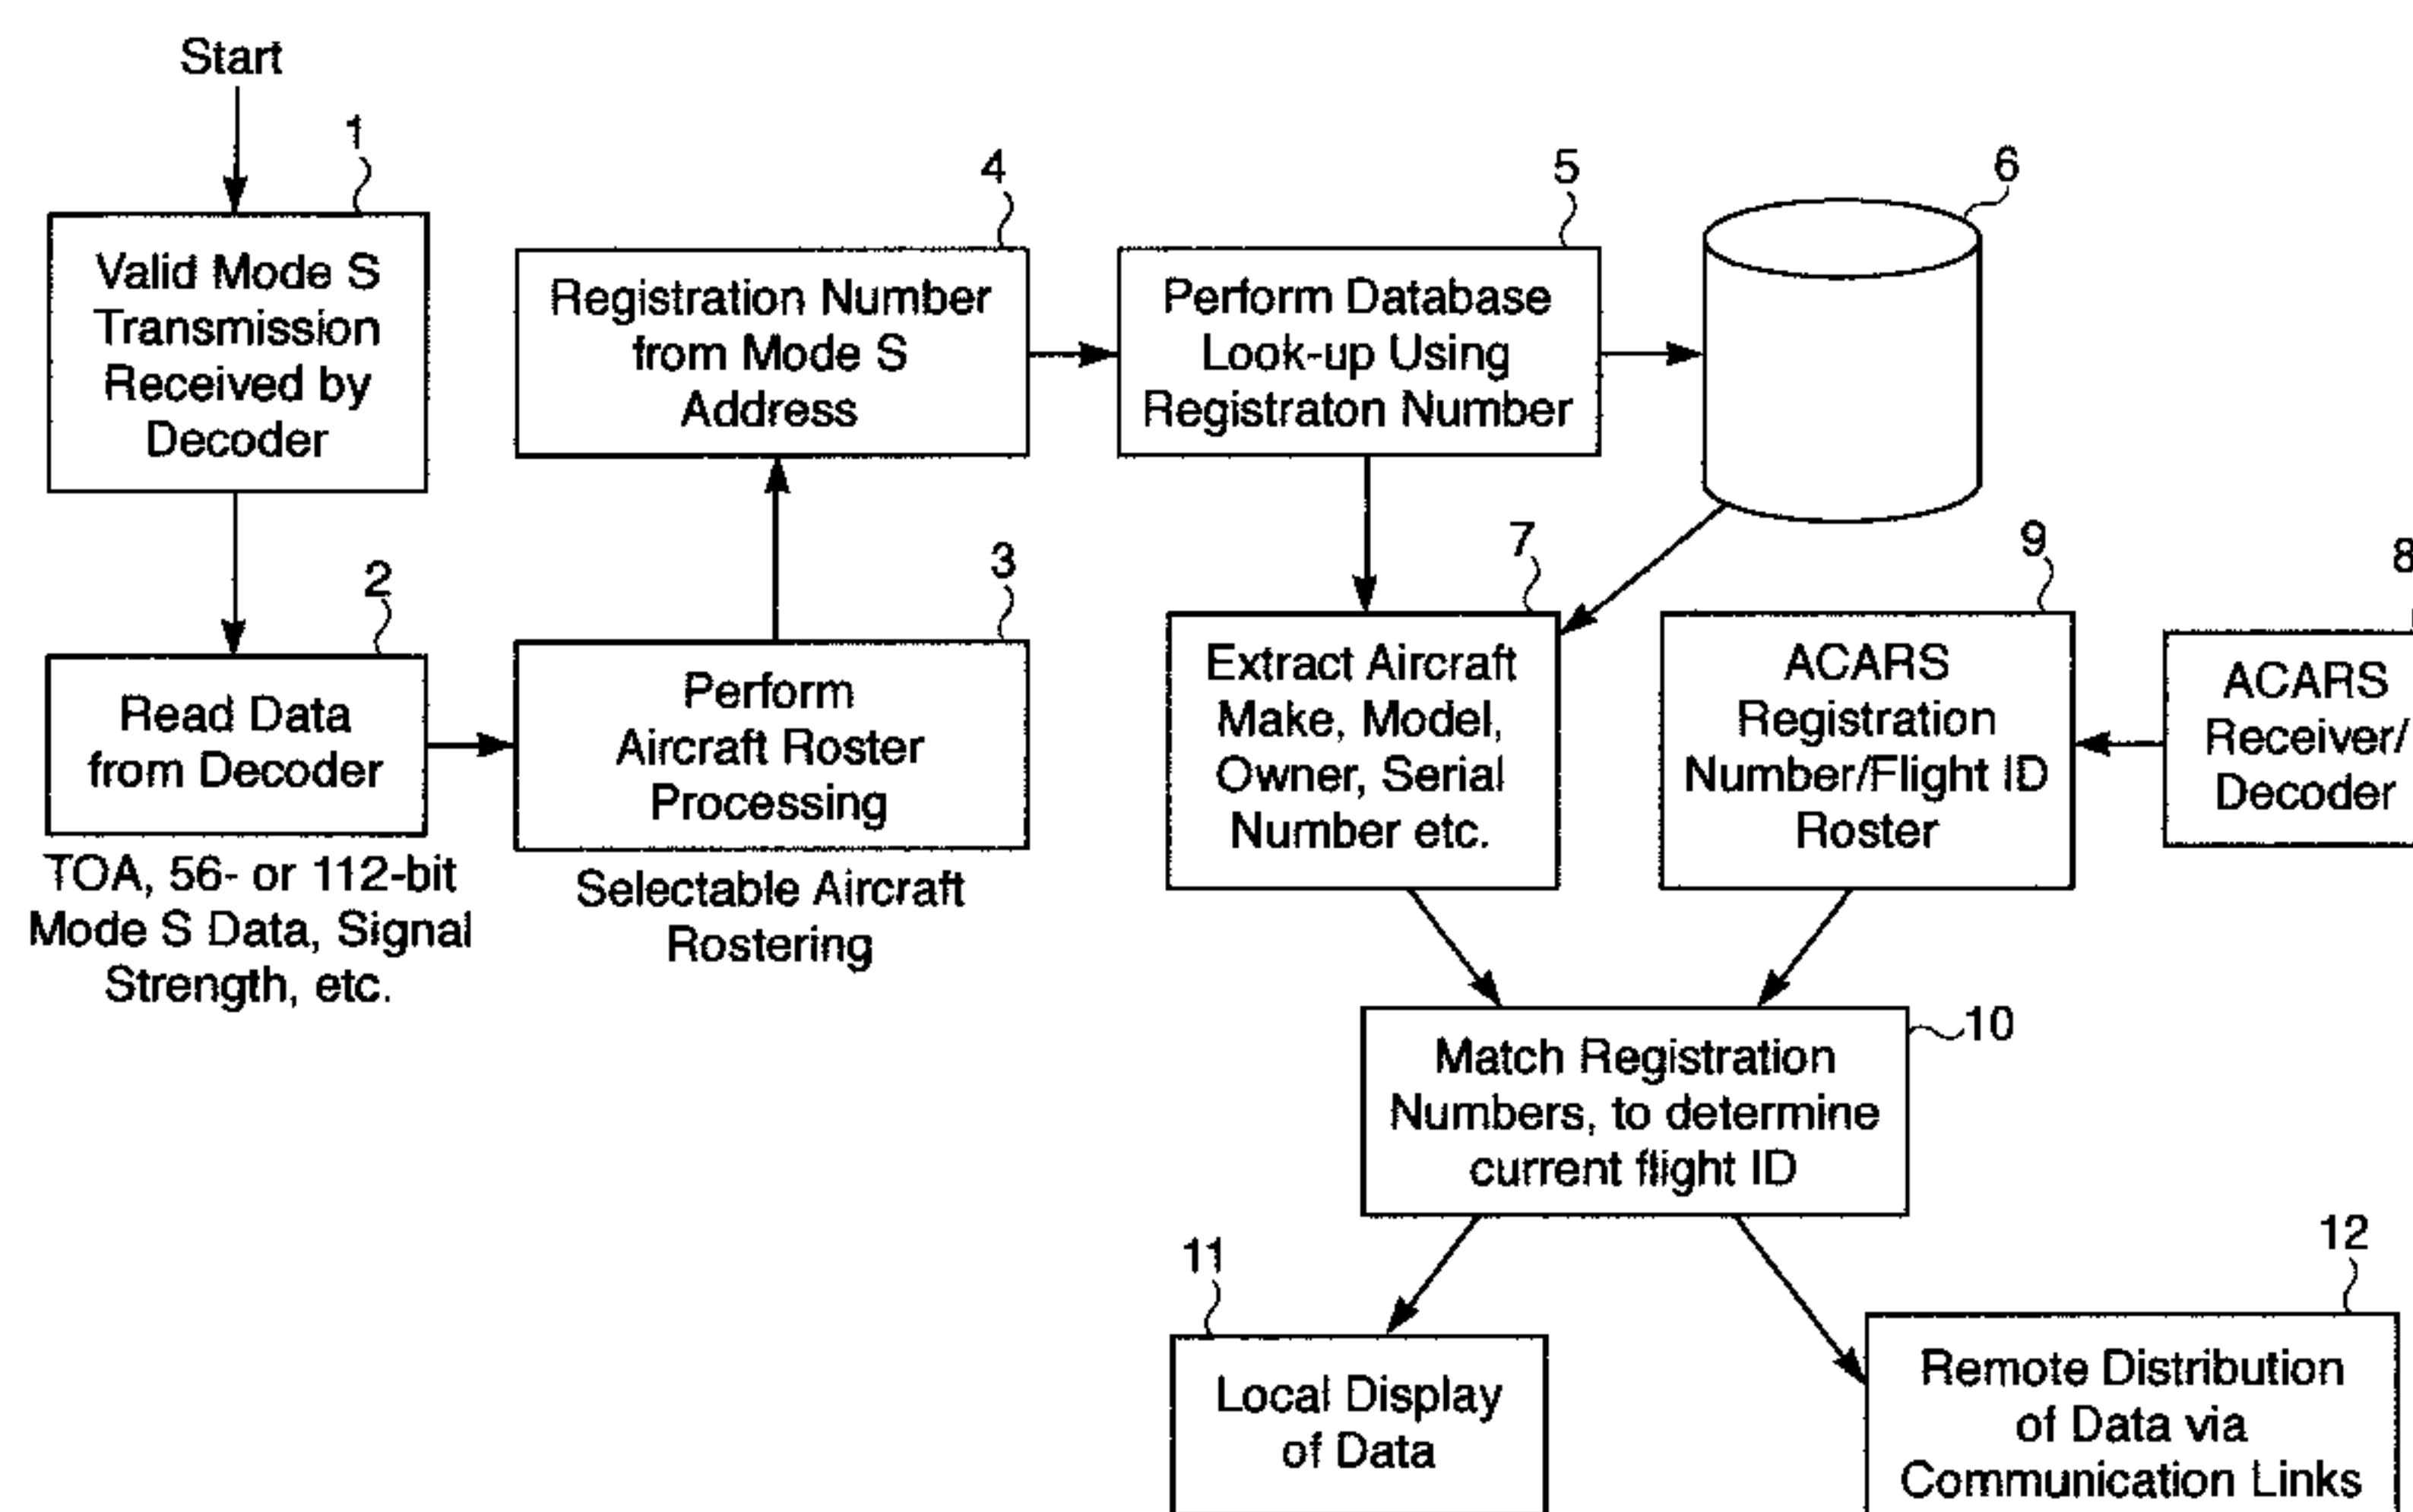 Start
1
Valid Mode S
Transmission
Received by
Decoder
2
Read Data
from Decoder
TOA, 56- or 112-bit
Mode S Data, Signal
Strength, etc.
3
Perform
Aircraft Roster
Processing
Selectable Aircraft
Rostering
4
Registration Number
from Mode S
Address
5
Perform Database
Look-up Using
Registraton Number
6
7
Extract Aircraft
Make, Model,
Owner, Serial
Number etc.
9
ACARS
Registration
Number/Flight ID
Roster
8
ACARS
Receiver/
Decoder
10
Match Registration
Numbers, to determine
current flight ID
11
Local Display
of Data
12
Remote Distribution
of Data via
Communication Links